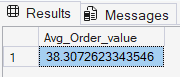 Results Messages
Avg_Order_value
1 38.3072623343546